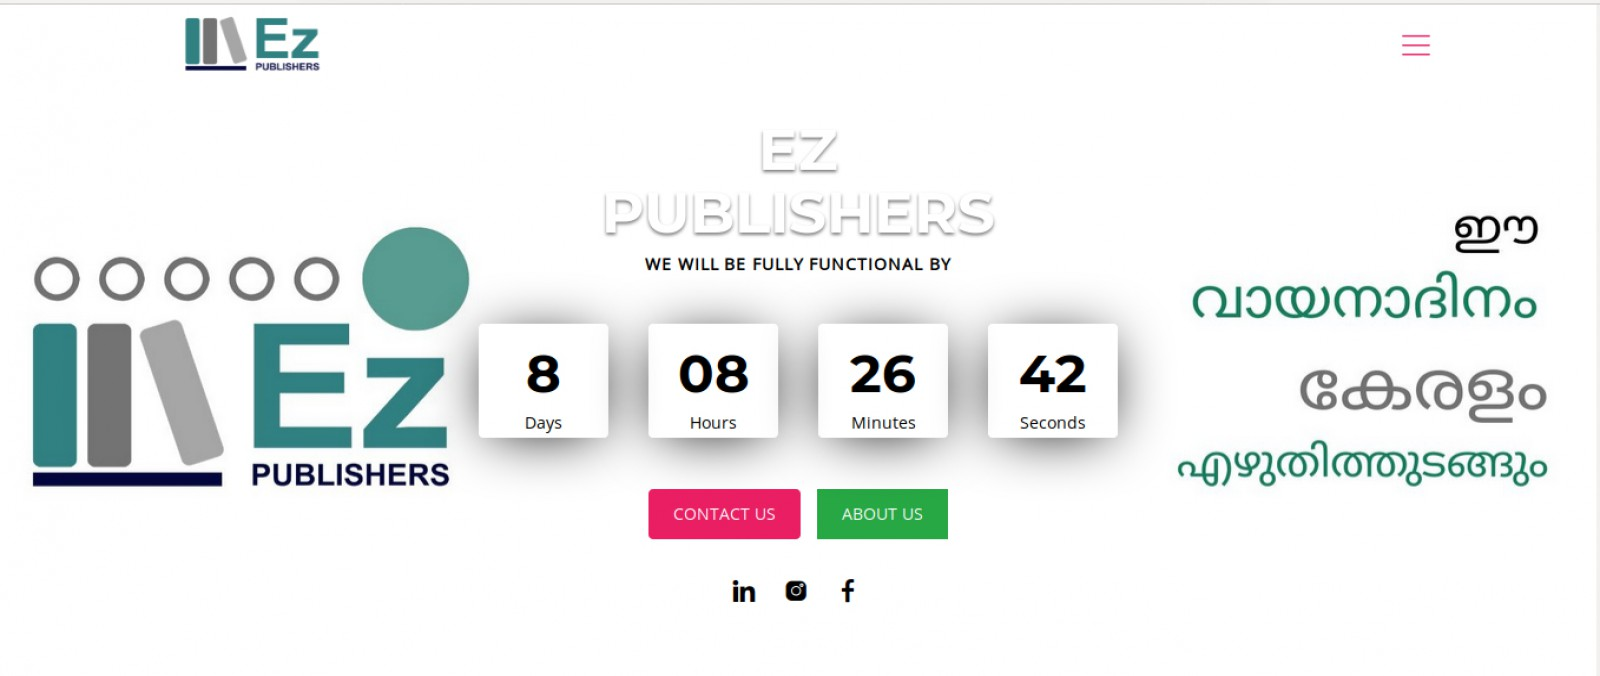 Ez
PUBLISHERS
EZ
PUBLISHERS
WE WILL BE FULLY FUNCTIONAL BY
8
Days
08
Hours
26
Minutes
42
Seconds
CONTACT US
ABOUT US
in
f
Ez
PUBLISHERS
ഈ
വായനാദിനം
കേരളം
എഴുതിത്തുടങ്ങും